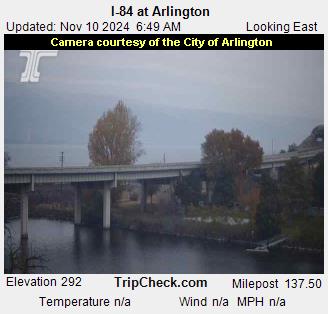 I-84 at Arlington
Updated: Nov 10 2024 6:49 AM Looking East
Camera courtesy of the City of Arlington
Elevation 292 TripCheck.com Milepost 137.50
Temperature n/a Wind n/a MPH n/a